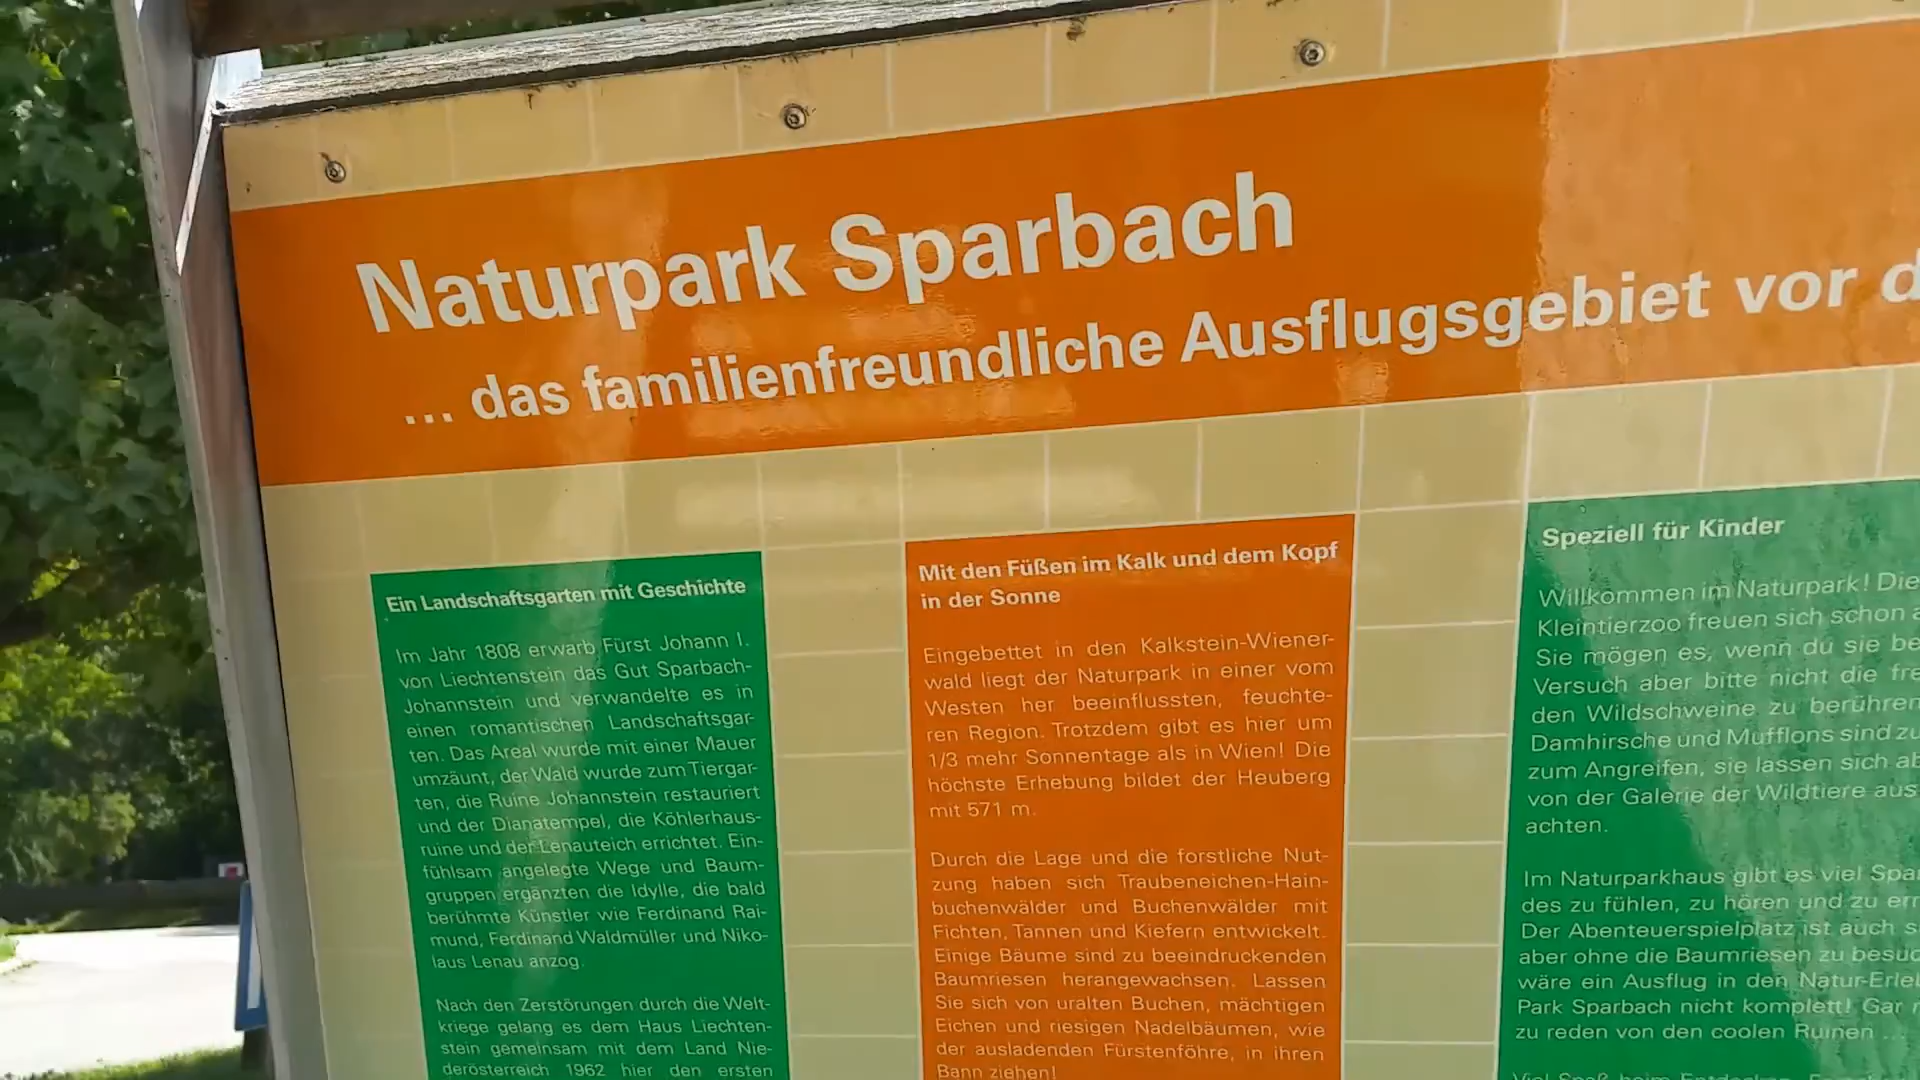 Naturpark Sparbach
... das familienfreundliche Ausflugsgebiet vor
Ein Landschaftsgarten mit Geschichte
Im Jahr 1808 erwarb Fürst Johann I.
von Liechtenstein das Gut Sparbach-
Johannstein und verwandelte es in
einen romantischen Landschaftsgar-
ten. Das Areal wurde mit einer Mauer
umzäunt, der Wald wurde zum Tiergar-
ten, die Ruine Johannstein restauriert
und der Dianatempel, die Köhlerhaus-
ruine und der Lenauteich errichtet. Ein-
fühlsam angelegte Wege und Baum-
gruppen ergänzten die Idylle, die bald
berühmte Künstler wie Ferdinand Rai-
mund, Ferdinand Waldmüller und Niko-
laus Lenau anzog.
Nach den Zerstörungen durch die Welt-
kriege gelang es dem Haus Liechten-
stein gemeinsam mit dem Land Nie-
derösterreich 1962 hier den ersten
Mit den Füßen im Kalk und dem Kopf
in der Sonne
Eingebettet in den Kalkstein-Wiener-
wald liegt der Naturpark in einer vom
Westen her beeinflussten, feuchte-
ren Region. Trotzdem gibt es hier um
1/3 mehr Sonnentage als in Wien! Die
höchste Erhebung bildet der Heuberg
mit 571 m.
Durch die Lage und die forstliche Nut-
zung haben sich Traubeneichen-Hain-
buchenwälder und Buchenwälder mit
Fichten, Tannen und Kiefern entwickelt.
Einige Bäume sind zu beeindruckenden
Baumriesen herangewachsen. Lassen
Sie sich von uralten Buchen, mächtigen
Eichen und riesigen Nadelbäumen, wie
der ausladenden Fürstenföhre, in ihren
Bann ziehen!
Speziell für Kinder
Willkommen im Naturpark! Die
Kleintierzoo freuen sich schon
Sie mögen es, wenn du sie
Versuch aber bitte nicht die
den Wildschweine zu berühren
Damhirsche und Mufflons sind
zum Angreifen, sie lassen sich
von der Galerie der Wildtiere aus
achten.
Im Naturparkhaus gibt es viel
des zu fühlen, zu hören und zu
Der Abenteuerspielplatz ist auch
aber ohne die Baumriesen zu
wäre ein Ausflug in den
Park Sparbach nicht komplett! Gar
zu reden von den coolen Ruinen ...